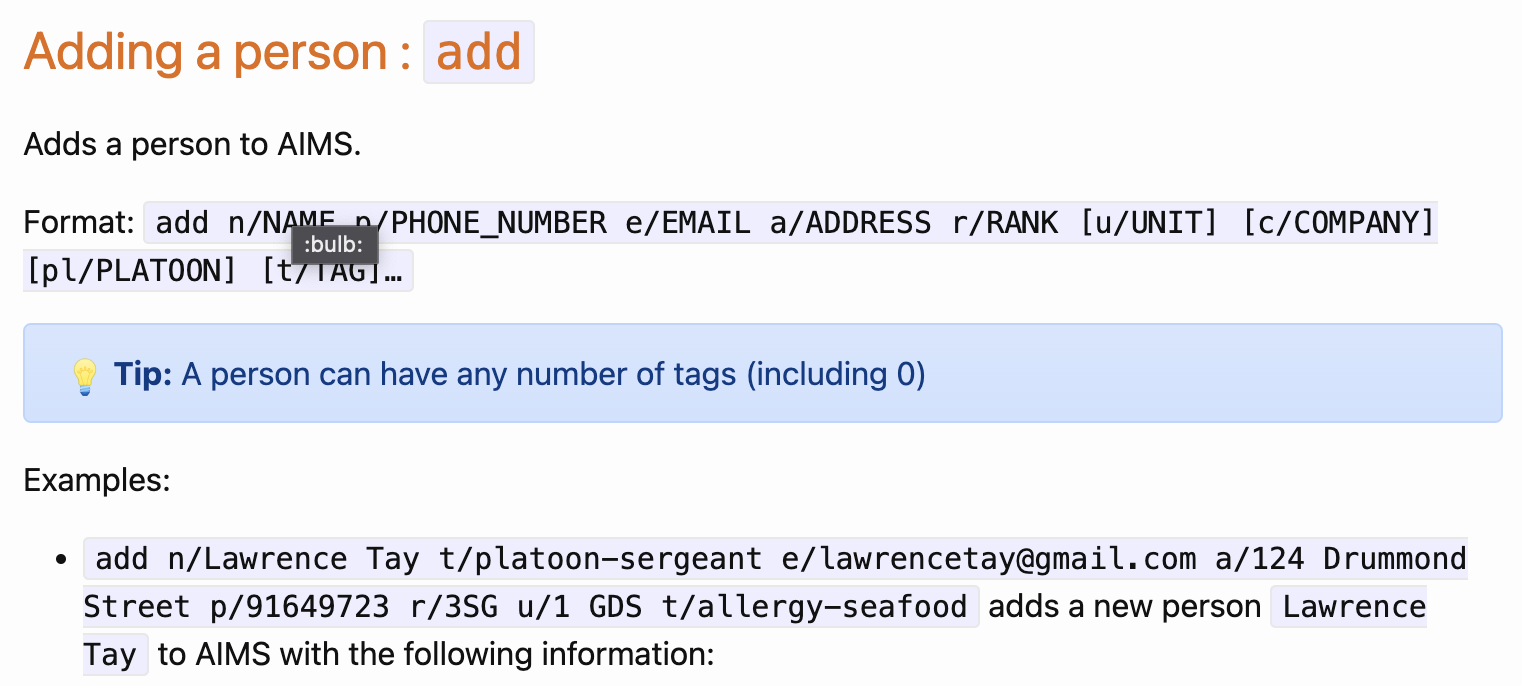 Adding a person : add
Adds a person to AIMS.
Format: add n/NAME p/PHONE_NUMBER e/EMAIL a/ADDRESS r/RANK [u/UNIT] [c/COMPANY]
:bulb:
[pl/PLATOON] [t/TAG]…
💡 Tip: A person can have any number of tags (including 0)
Examples:
• add n/Lawrence Tay t/platoon-sergeant e/lawrencetay@gmail.com a/124 Drummond
Street p/91649723 r/3SG u/1 GDS t/allergy-seafood adds a new person Lawrence
Tay to AIMS with the following information: